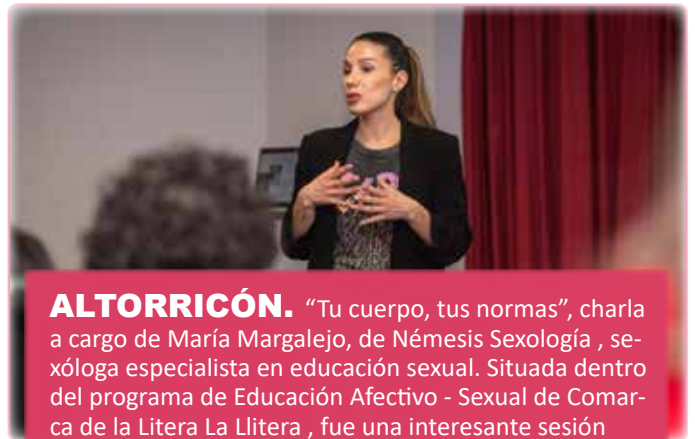 ALTORRICÓN. “Tu cuerpo, tus normas”, charla
a cargo de María Margalejo, de Némesis Sexología , se-
xóloga especialista en educación sexual. Situada dentro
del programa de Educación Afectivo - Sexual de Comar-
ca de la Litera La Llitera , fue una interesante sesión